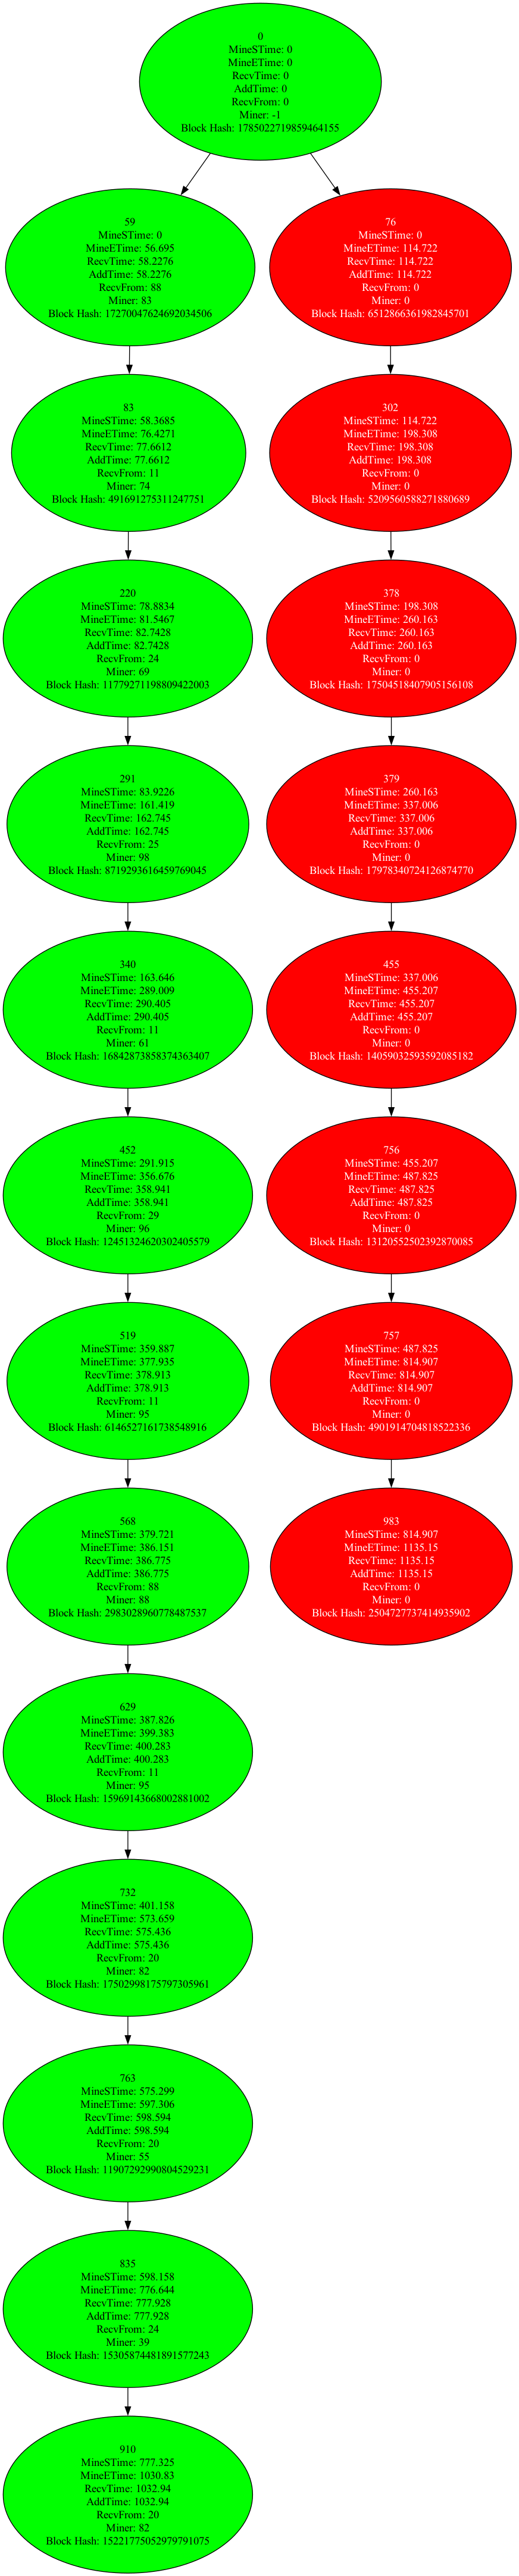 0
MineSTime: 0
MineETime: 0
RecvTime: 0
AddTime: 0
RecvFrom: 0
Miner: -1
Block Hash: 1785022719859464155
59
MineSTime: 0
MineETime: 56.695
RecvTime: 58.2276
AddTime: 58.2276
RecvFrom: 88
Miner: 83
Block Hash: 17270047624692034506
76
MineSTime: 0
MineETime: 114.722
RecvTime: 114.722
AddTime: 114.722
RecvFrom: 0
Miner: 0
Block Hash: 6512866361982845701
83
MineSTime: 58.3685
MineETime: 76.4271
RecvTime: 77.6612
AddTime: 77.6612
RecvFrom: 11
Miner: 74
Block Hash: 491691275311247751
302
MineSTime: 114.722
MineETime: 198.308
RecvTime: 198.308
AddTime: 198.308
RecvFrom: 0
Miner: 0
Block Hash: 5209560588271880689
220
MineSTime: 78.8834
MineETime: 81.5467
RecvTime: 82.7428
AddTime: 82.7428
RecvFrom: 24
Miner: 69
Block Hash: 11779271198809422003
378
MineSTime: 198.308
MineETime: 260.163
RecvTime: 260.163
AddTime: 260.163
RecvFrom: 0
Miner: 0
Block Hash: 17504518407905156108
291
MineSTime: 83.9226
MineETime: 161.419
RecvTime: 162.745
AddTime: 162.745
RecvFrom: 25
Miner: 98
Block Hash: 8719293616459769045
379
MineSTime: 260.163
MineETime: 337.006
RecvTime: 337.006
AddTime: 337.006
RecvFrom: 0
Miner: 0
Block Hash: 17978340724126874770
340
MineSTime: 163.646
MineETime: 289.009
RecvTime: 290.405
AddTime: 290.405
RecvFrom: 11
Miner: 61
Block Hash: 16842873858374363407
455
MineSTime: 337.006
MineETime: 455.207
RecvTime: 455.207
AddTime: 455.207
RecvFrom: 0
Miner: 0
Block Hash: 14059032593592085182
452
MineSTime: 291.915
MineETime: 356.676
RecvTime: 358.941
AddTime: 358.941
RecvFrom: 29
Miner: 96
Block Hash: 12451324620302405579
756
MineSTime: 455.207
MineETime: 487.825
RecvTime: 487.825
AddTime: 487.825
RecvFrom: 0
Miner: 0
Block Hash: 13120552502392870085
519
MineSTime: 359.887
MineETime: 377.935
RecvTime: 378.913
AddTime: 378.913
RecvFrom: 11
Miner: 95
Block Hash: 6146527161738548916
757
MineSTime: 487.825
MineETime: 814.907
RecvTime: 814.907
AddTime: 814.907
RecvFrom: 0
Miner: 0
Block Hash: 4901914704818522336
568
MineSTime: 379.721
MineETime: 386.151
RecvTime: 386.775
AddTime: 386.775
RecvFrom: 88
Miner: 88
Block Hash: 2983028960778487537
983
MineSTime: 814.907
MineETime: 1135.15
RecvTime: 1135.15
AddTime: 1135.15
RecvFrom: 0
Miner: 0
Block Hash: 2504727737414935902
629
MineSTime: 387.826
MineETime: 399.383
RecvTime: 400.283
AddTime: 400.283
RecvFrom: 11
Miner: 95
Block Hash: 15969143668002881002
732
MineSTime: 401.158
MineETime: 573.659
RecvTime: 575.436
AddTime: 575.436
RecvFrom: 20
Miner: 82
Block Hash: 17502998175797305961
763
MineSTime: 575.299
MineETime: 597.306
RecvTime: 598.594
AddTime: 598.594
RecvFrom: 20
Miner: 55
Block Hash: 11907292990804529231
835
MineSTime: 598.158
MineETime: 776.644
RecvTime: 777.928
AddTime: 777.928
RecvFrom: 24
Miner: 39
Block Hash: 15305874481891577243
910
MineSTime: 777.325
MineETime: 1030.83
RecvTime: 1032.94
AddTime: 1032.94
RecvFrom: 20
Miner: 82
Block Hash: 15221775052979791075